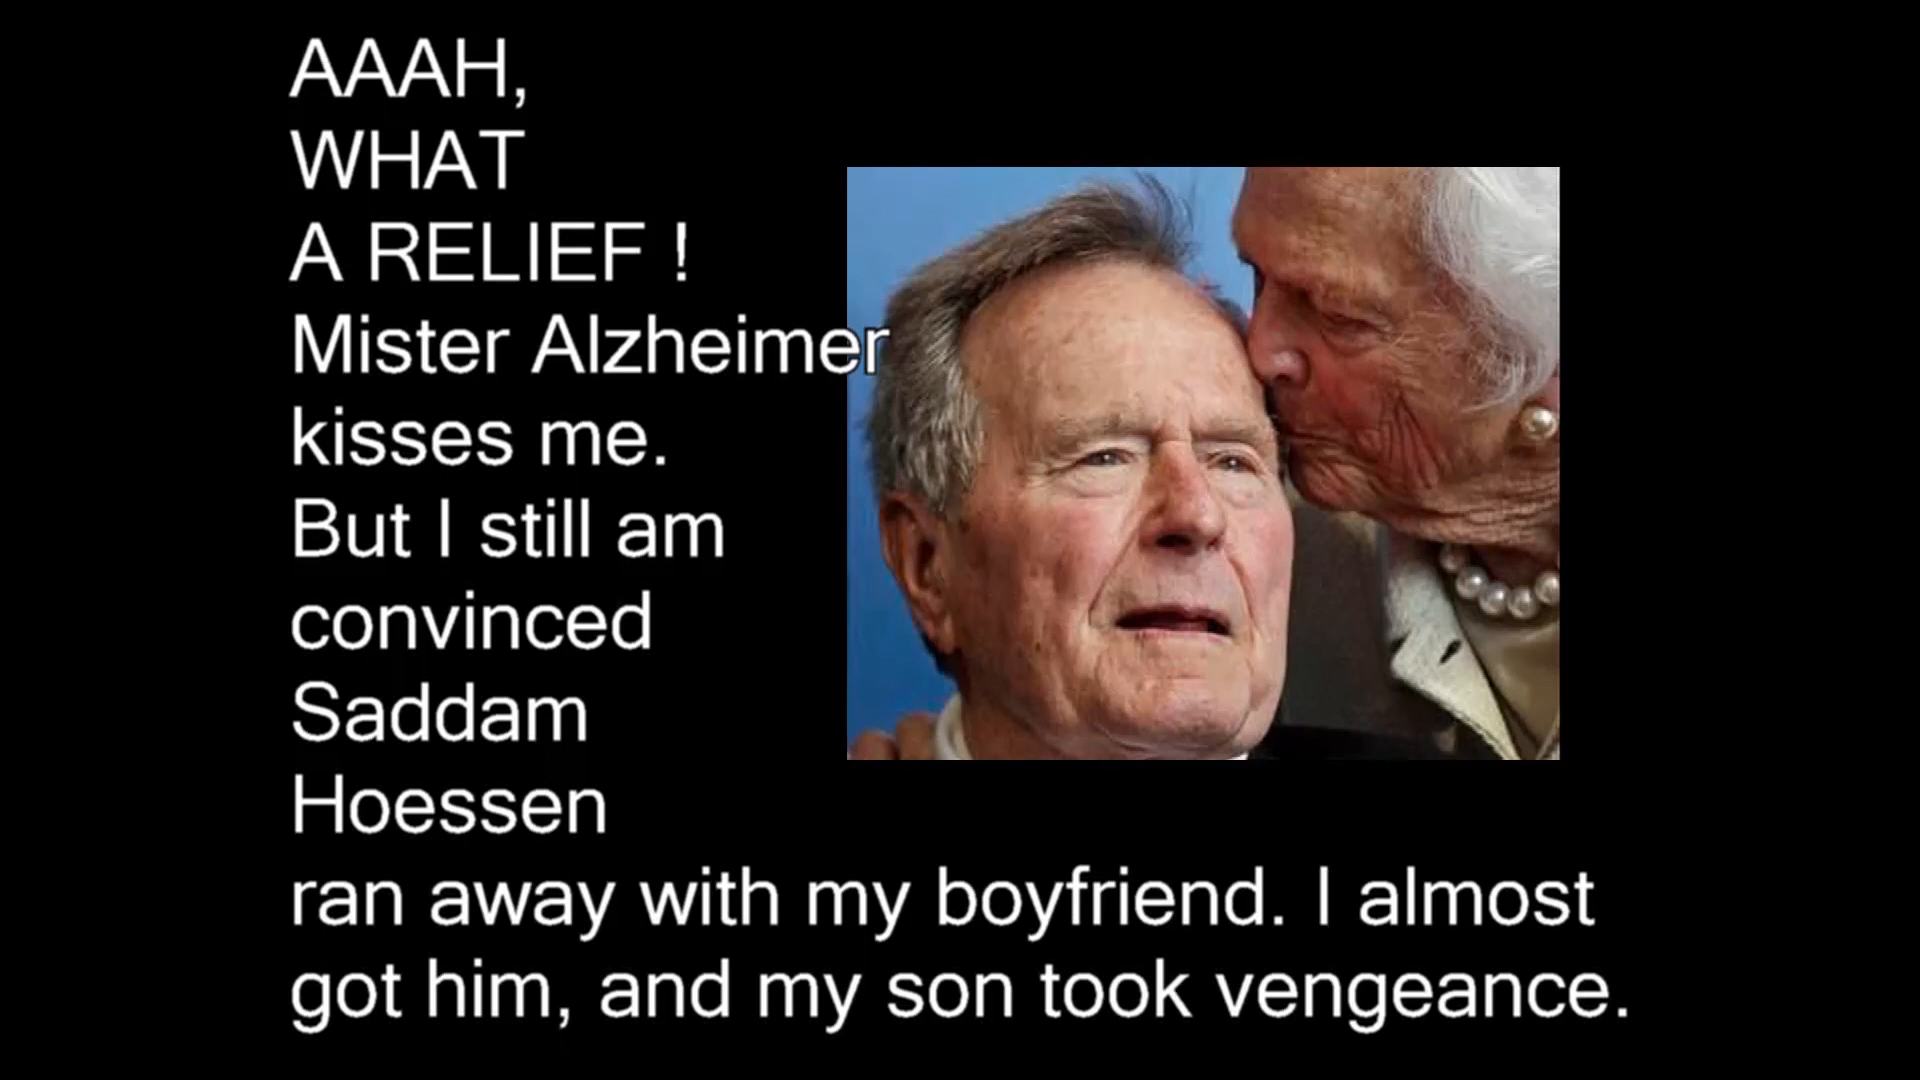 AAAH,
WHAT
A RELIEF !
Mister Alzheimer
kisses me.
But I still am
convinced
Saddam
Hoessen
ran away with my boyfriend. I almost
got him, and my son took vengeance.